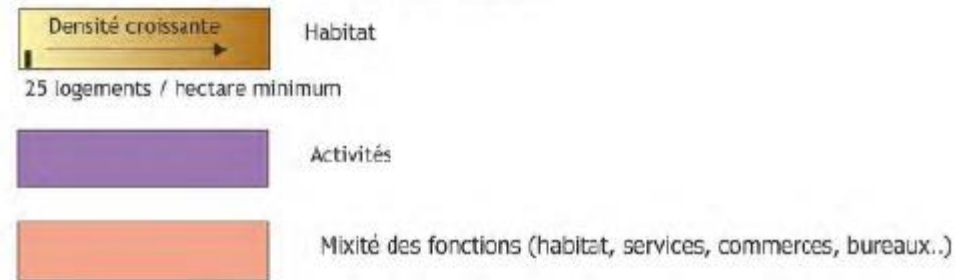 Densité croissante
Habitat
25 logements / hectare minimum
Activités
Mixité des fonctions (habitat, services, commerces, bureaux..)